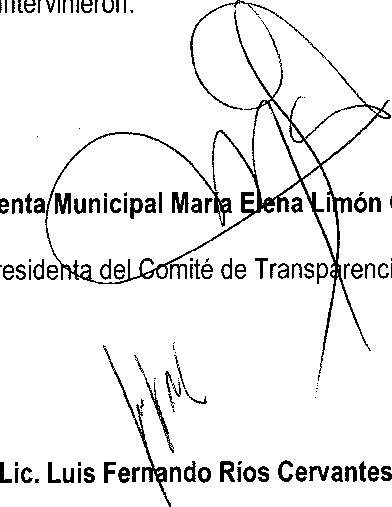 intervinieron.
enta Municipal María Elena Limón
residenta del Comité de Transparenci
Lic. Luis Fernando Ríos Cervantes